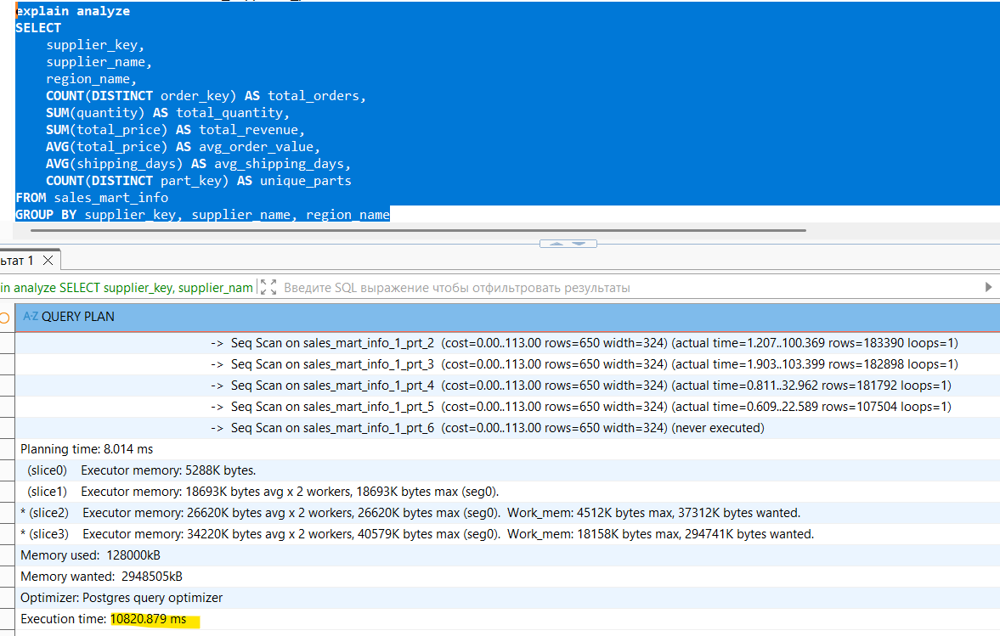 explain analyze
SELECT
supplier_key,
supplier_name,
region_name,
COUNT(DISTINCT order_key) AS total_orders,
SUM(quantity) AS total_quantity,
SUM(total_price) AS total_revenue,
AVG(total_price) AS avg_order_value,
AVG(shipping_days) AS avg_shipping_days,
COUNT(DISTINCT part_key) AS unique_parts
FROM sales_mart_info
GROUP BY supplier_key, supplier_name, region_name
ьтат 1
in analyze SELECT supplier_key, supplier_nam Введите SQL выражение чтобы отфильтровать результаты
A-Z QUERY PLAN
-> Seq Scan on sales_mart_info_1_prt_2 (cost=0.00..113.00 rows=650 width=324) (actual time=1.207..100.369 rows=183390 loops=1)
-> Seq Scan on sales_mart_info_1_prt_3 (cost=0.00..113.00 rows=650 width=324) (actual time=1.903..103.399 rows=182898 loops=1)
-> Seq Scan on sales_mart_info_1_prt_4 (cost=0.00..113.00 rows=650 width=324) (actual time=0.811..32.962 rows=181792 loops=1)
-> Seq Scan on sales_mart_info_1_prt_5 (cost=0.00..113.00 rows=650 width=324) (actual time=0.609..22.589 rows=107504 loops=1)
-> Seq Scan on sales_mart_info_1_prt_6 (cost=0.00..113.00 rows=650 width=324) (never executed)
Planning time: 8.014 ms
(slice0) Executor memory: 5288K bytes.
(slice1) Executor memory: 18693K bytes avg x 2 workers, 18693K bytes max (seg0).
* (slice2) Executor memory: 26620K bytes avg x 2 workers, 26620K bytes max (seg0). Work_mem: 4512K bytes max, 37312K bytes wanted.
* (slice3) Executor memory: 34220K bytes avg x 2 workers, 40579K bytes max (seg0). Work_mem: 18158K bytes max, 294741K bytes wanted.
Memory used: 128000kB
Memory wanted: 2948505kB
Optimizer: Postgres query optimizer
Execution time: 10820.879 ms